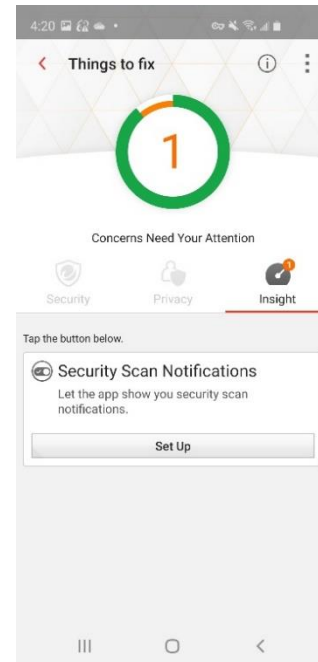 4:20
Things to fix
1
Concerns Need Your Attention
1
Security Privacy Insight
Tap the button below.
Security Scan Notifications
Let the app show you security scan
notifications.
Set Up